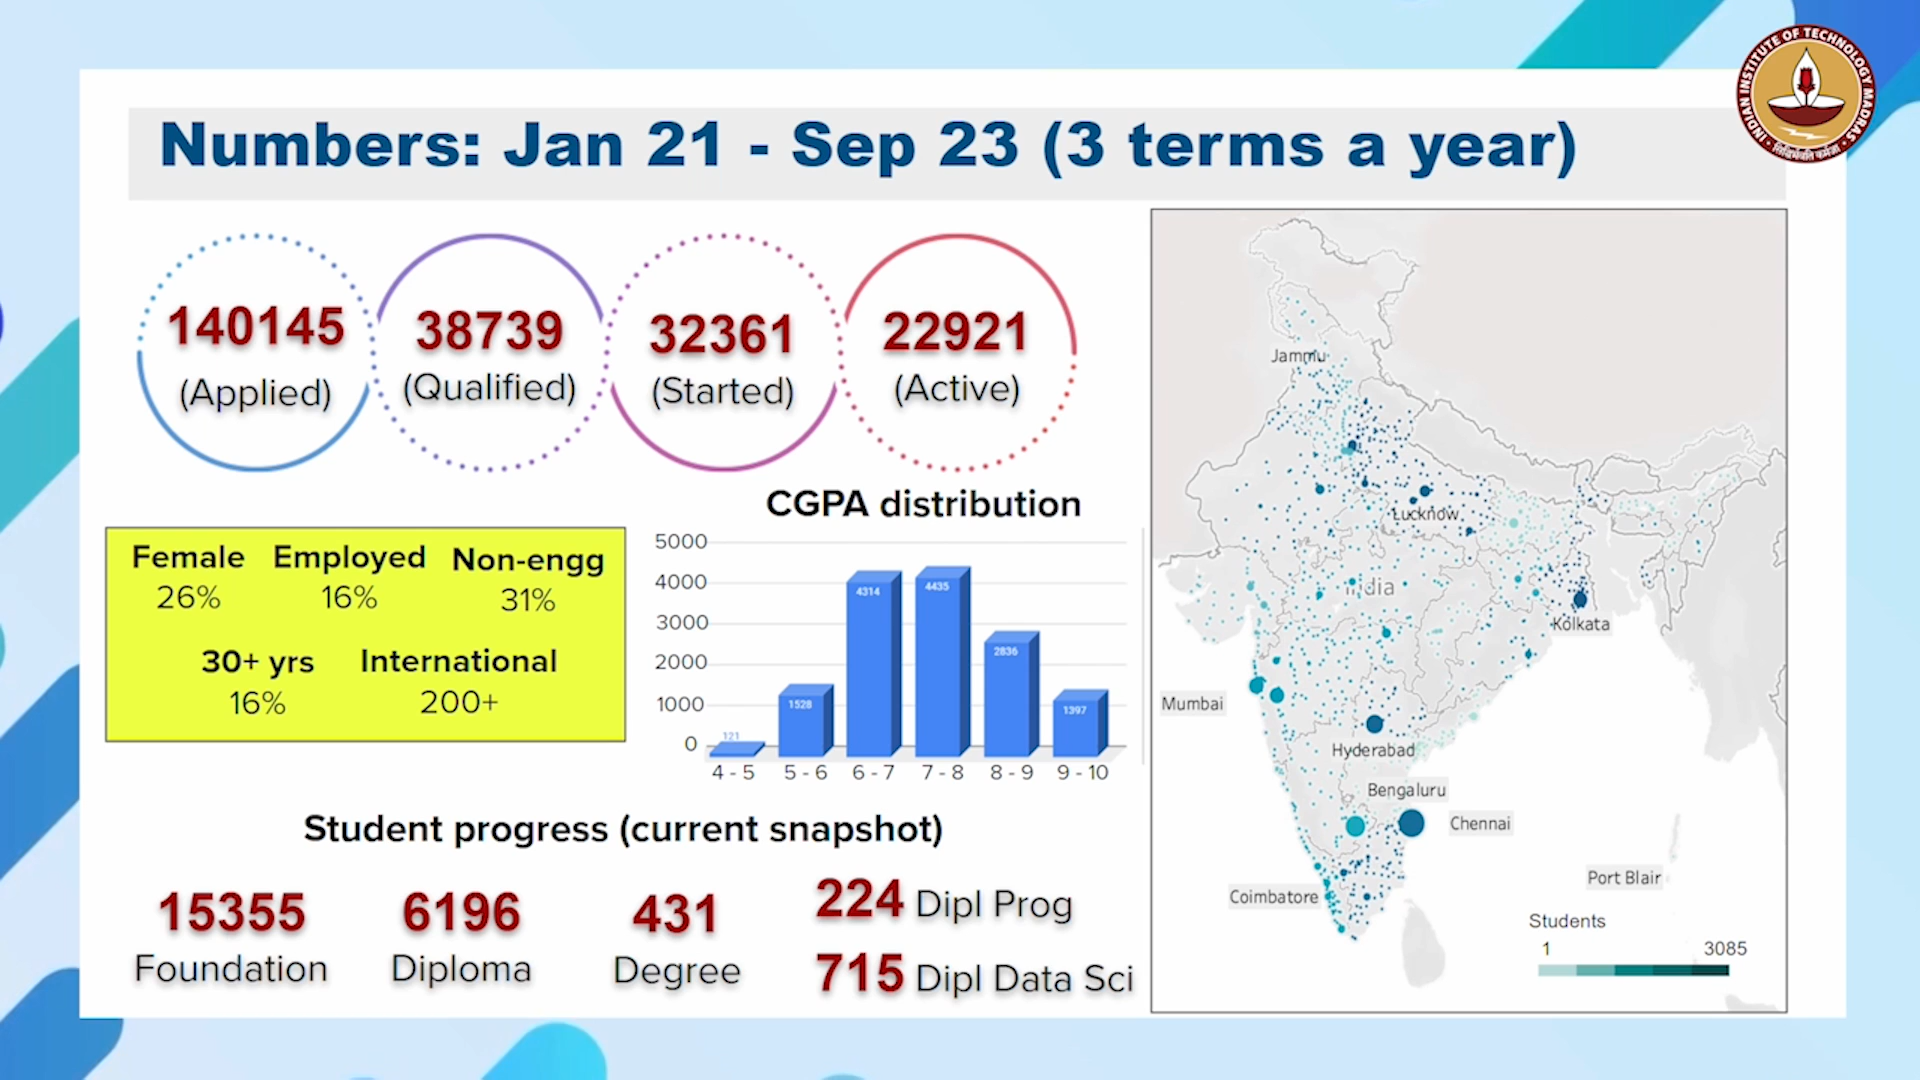 INDIAN INSTITUTE OF TECHNOLOGY MADRAS
Numbers: Jan 21 - Sep 23 (3 terms a year)
140145
(Applied)
38739
(Qualified)
32361
(Started)
22921
(Active)
Female
26%
Employed
16%
Non-engg
31%
30+ yrs
16%
International
200+
CGPA distribution
5000
4000
3000
2000
1000
0
121
1528
4314
4435
2836
1397
4 - 5
5 - 6
6 - 7
7 - 8
8 - 9
9 - 10
Student progress (current snapshot)
15355
Foundation
6196
Diploma
431
Degree
224 Dipl Prog
715 Dipl Data Sci
Jammu
Lucknow
India
Kolkata
Mumbai
Hyderabad
Bengaluru
Chennai
Coimbatore
Port Blair
Students
1
3085